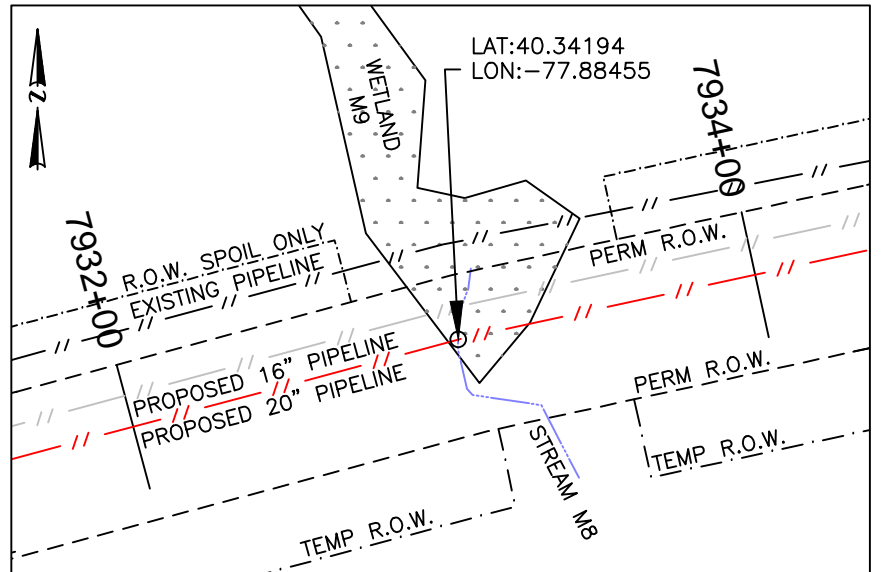 LAT:40.34194
LON:-77.88455
WETLAND
M9
7934+00
7932+00
R.O.W. SPOIL ONLY
EXISTING PIPELINE
PERM R.O.W.
PROPOSED 16" PIPELINE
PROPOSED 20" PIPELINE
PERM R.O.W.
TEMP R.O.W.
STREAM M8
TEMP R.O.W.
N